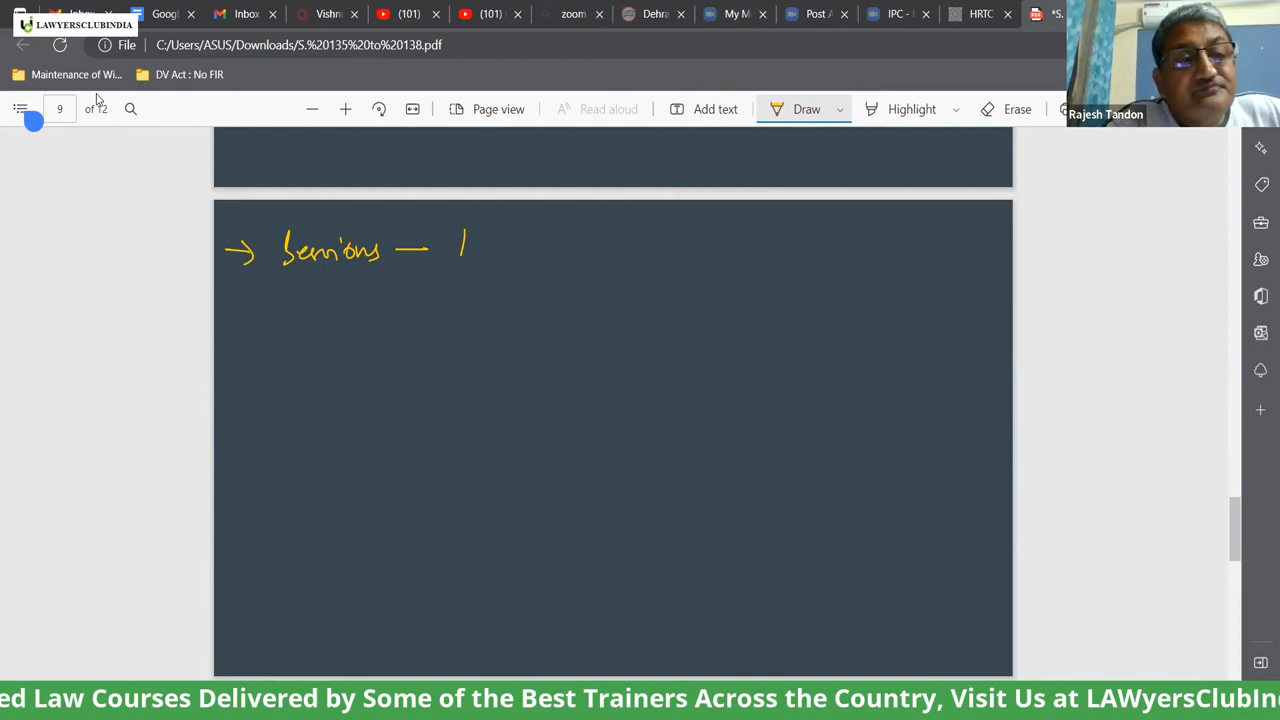 LAWYERSCLUBINDIA
Inbox
Googl
Inbox
Vishn
(101)
(101)
My M
Post
IPC
HRTC
*S.
File C:/Users/ASUS/Downloads/S.%20135%20to%20138.pdf
Maintenance of Wi... DV Act : No FIR
9 of 12
Page view
Read aloud
Add text
Draw
Highlight
Erase
Rajesh Tandon
→ Sessions — 1
ed Law Courses Delivered by Some of the Best Trainers Across the Country, Visit Us at LAWyersClubIn